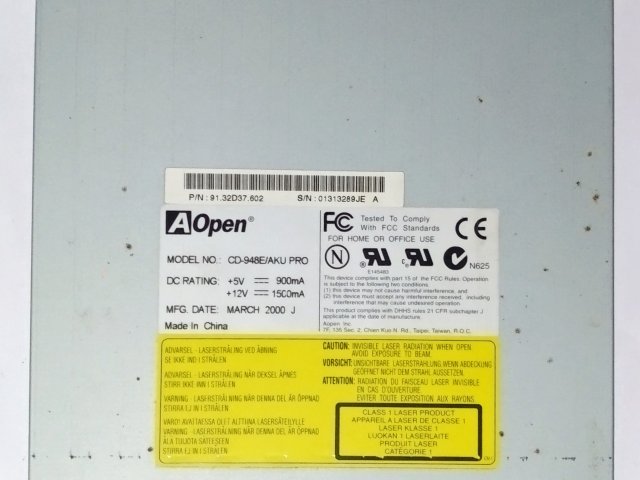 P/N : 91.32D37.602 S/N : 01313289JE A
AOpen®
MODEL NO.: CD-948E/AKU PRO
DC RATING: +5V 900mA
+12V 1500mA
MFG. DATE: MARCH 2000 J
Made In China
FC Tested To Comply
With FCC Standards
FOR HOME OR OFFICE USE
CE
N
E145483
N625
This device complies with part 15 of the FCC Rules. Operation
is subject to the following two conditions:
(1) this device may not cause harmful interference, and
(2) this device must accept any interference received, including
interference that may cause undesired operation
This product complies with DHHS rules 21 CFR subchapter J
applicable at the date of manufacture.
Aopen Inc.
7F, 135 Sec. 2, Chien Kuo N. Rd., Taipei, Taiwan, R.O.C.
ADVARSEL - LASERSTRÅLING VED ÅBNING
SE IKKE IND I STRÅLEN
ADVARSEL - LASERSTRÅLING NÅR DEKSEL ÅPNES
STIRR IKKE INN I STRÅLEN
VARNING - LASERSTRÅLNING NÄR DENNA DEL ÄR ÖPPNAD
STIRRA EJ IN I STRÅLEN
VARO! AVATTAESSA OLET ALTTIINA LASERSÄTEILYLLE
VARNING - LASERSTRÅLNING NÄR DENNA DEL ÄR ÖPPNAD
ALA TUIJOTA SÄTEESEEN
STIRRA EJ IN I STRÅLEN
CAUTION: INVISIBLE LASER RADIATION WHEN OPEN.
AVOID EXPOSURE TO BEAM.
VORSICHT: UNSICHTBARE LASERSTRAHLUNG WENN ABDECKUNG
GEÖFFNET NICHT DEM STRAHL AUSSETZEN.
ATTENTION: RADIATION DU FAISCEAU LASER INVISIBLE
EN CAS D'OUVERTURE.
EVITER TOUTE EXPOSITION AUX RAYONS.
CLASS 1 LASER PRODUCT
APPAREIL A LASER DE CLASSE 1
LASER KLASSE 1
LUOKAN 1 LASERLAITE
PRODUIT LASER
CATÉGORIE 1